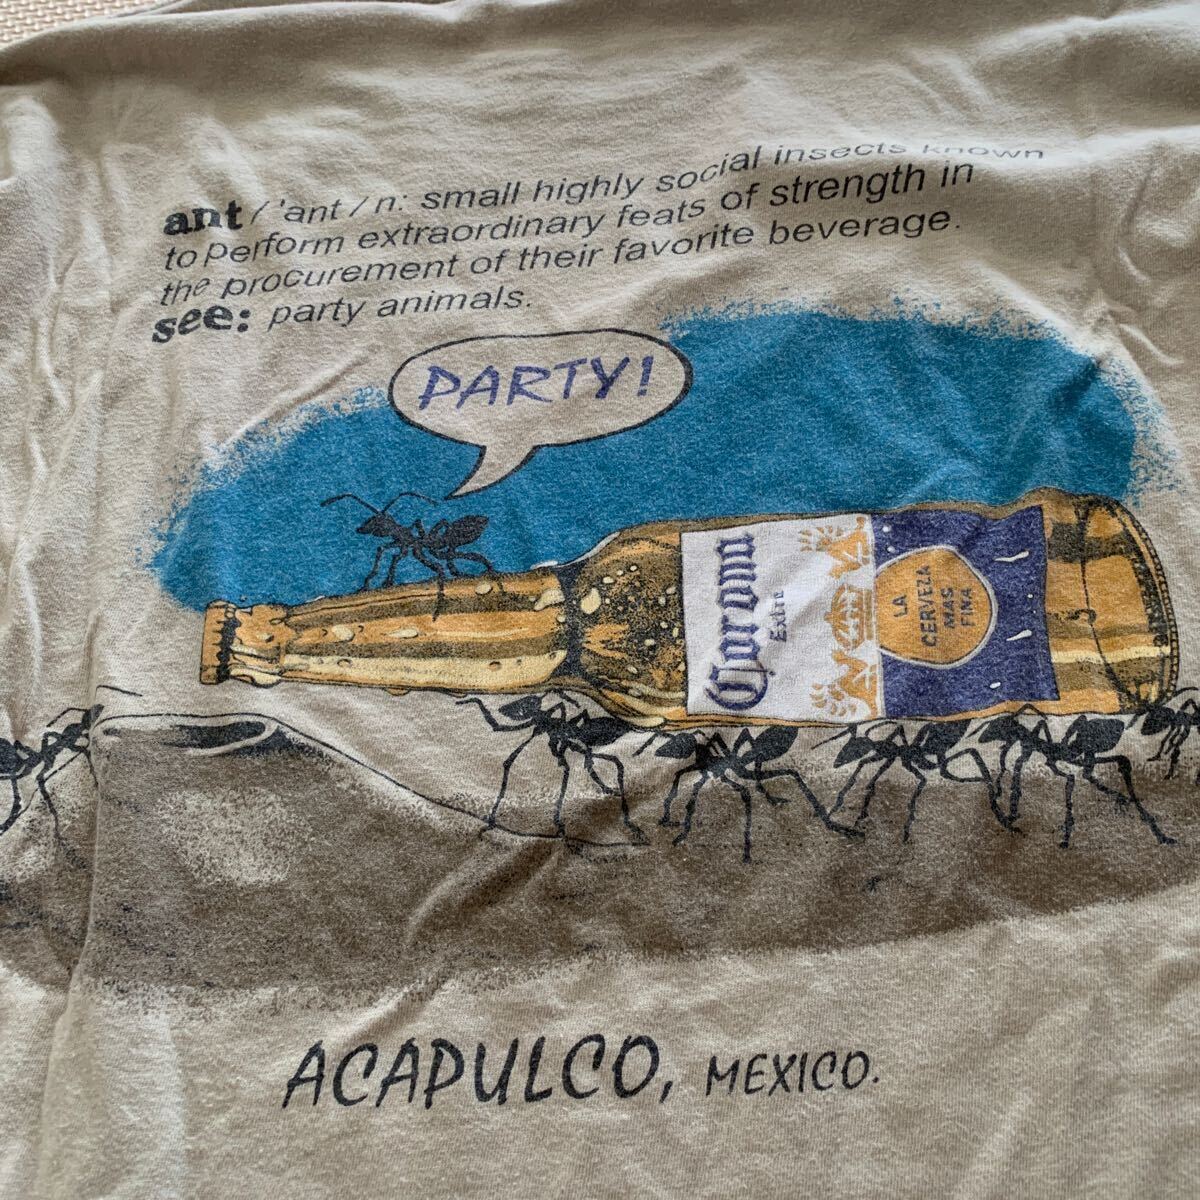 ant / 'ant / n: small highly social insects known
to perform extraordinary feats of strength in
the procurement of their favorite beverage.
see: party animals.
PARTY!
Corona
Extra
LA
CERVEZA
MAS
FINA
ACAPULCO, MEXICO.